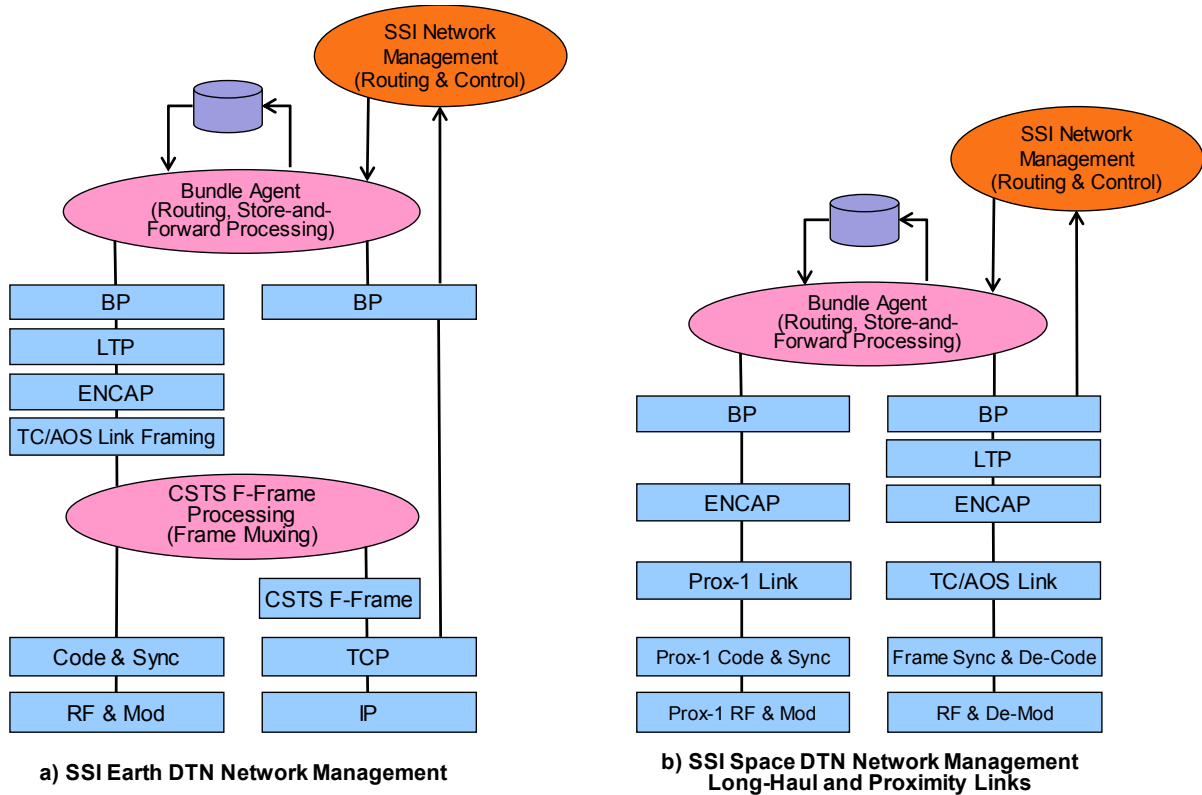 SSI Network
Management
(Routing & Control)
Bundle Agent
(Routing, Store-and-
Forward Processing)
BP
BP
LTP
ENCAP
TC/AOS Link Framing
CSTS F-Frame
Processing
(Frame Muxing)
CSTS F-Frame
Code & Sync
TCP
RF & Mod
IP
a) SSI Earth DTN Network Management
SSI Network
Management
(Routing & Control)
Bundle Agent
(Routing, Store-and-
Forward Processing)
BP
BP
LTP
ENCAP
ENCAP
Prox-1 Link
TC/AOS Link
Prox-1 Code & Sync
Frame Sync & De-Code
Prox-1 RF & Mod
RF & De-Mod
b) SSI Space DTN Network Management
Long-Haul and Proximity Links